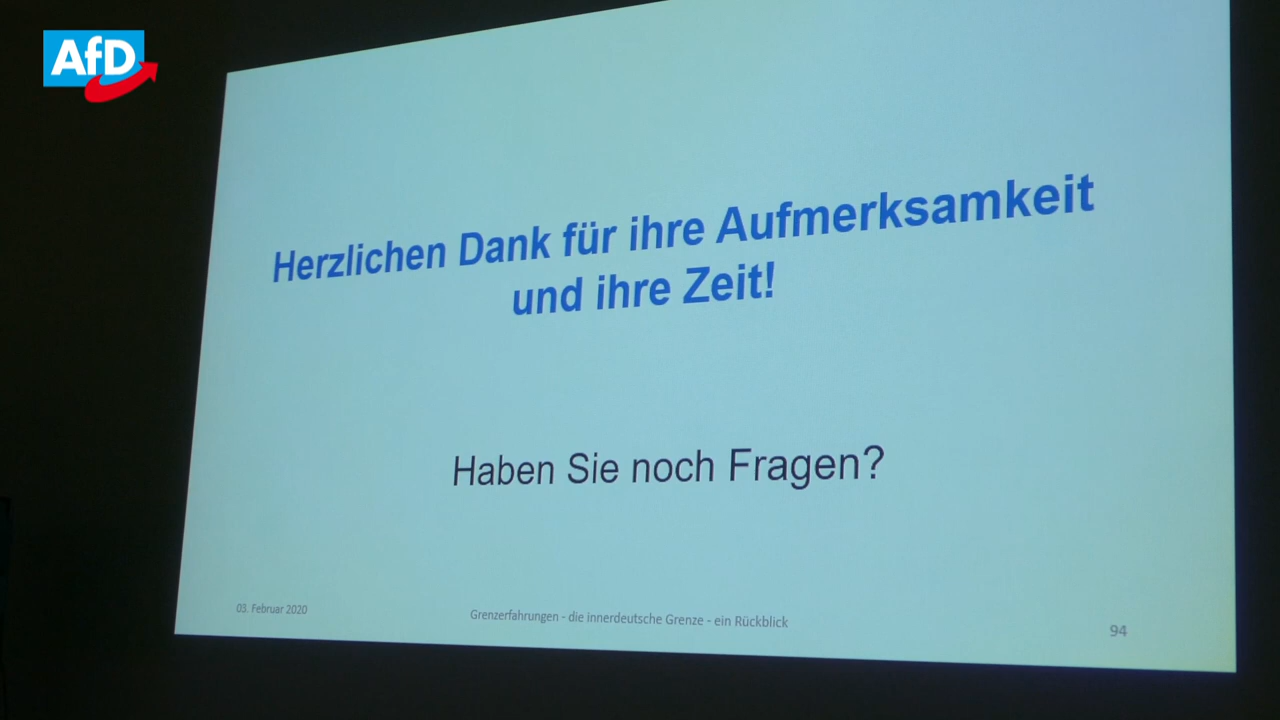 AfD
Herzlichen Dank für ihre Aufmerksamkeit
und ihre Zeit!
Haben Sie noch Fragen?
03. Februar 2020
Grenzerfahrungen - die innerdeutsche Grenze - ein Rückblick
94